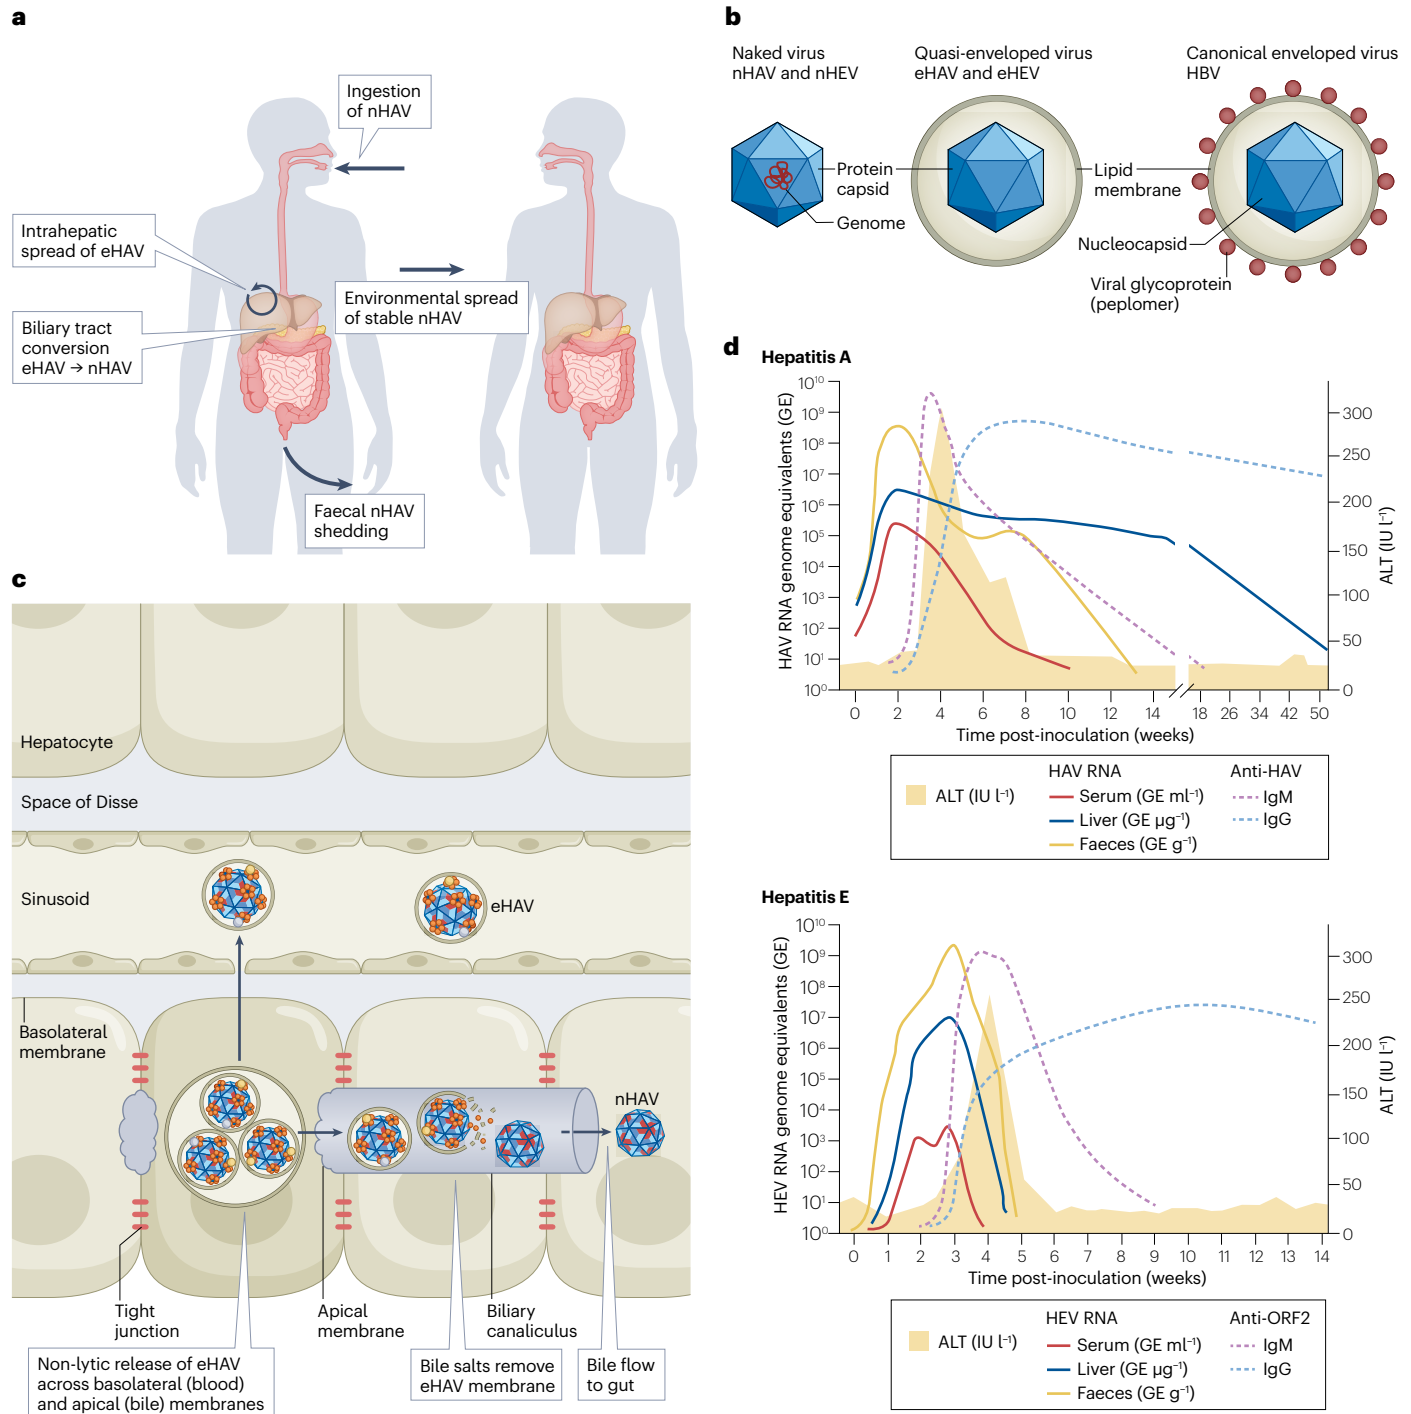 a
Ingestion
of nHAV
Intrahepatic
spread of eHAV
Biliary tract
conversion
eHAV → nHAV
Environmental spread
of stable nHAV
Faecal nHAV
shedding
b
Naked virus
nHAV and nHEV
Quasi-enveloped virus
eHAV and eHEV
Canonical enveloped virus
HBV
Protein
capsid
Genome
Lipid
membrane
Nucleocapsid
Viral glycoprotein
(peplomer)
c
Hepatocyte
Space of Disse
Sinusoid
eHAV
Basolateral
membrane
nHAV
Tight
junction
Apical
membrane
Biliary
canaliculus
Non-lytic release of eHAV
across basolateral (blood)
and apical (bile) membranes
Bile salts remove
eHAV membrane
Bile flow
to gut
d
Hepatitis A
HAV RNA genome equivalents (GE)
10¹⁰
10⁹
10⁸
10⁷
10⁶
10⁵
10⁴
10³
10²
10¹
10⁰
300
250
200
150
100
50
0
ALT (IU l⁻¹)
0 2 4 6 8 10 12 14 18 26 34 42 50
Time post-inoculation (weeks)
ALT (IU l⁻¹)
HAV RNA
Serum (GE ml⁻¹)
Liver (GE µg⁻¹)
Faeces (GE g⁻¹)
Anti-HAV
IgM
IgG
Hepatitis E
HEV RNA genome equivalents (GE)
10¹⁰
10⁹
10⁸
10⁷
10⁶
10⁵
10⁴
10³
10²
10¹
10⁰
300
250
200
150
100
50
0
ALT (IU l⁻¹)
0 1 2 3 4 5 6 7 8 9 10 11 12 13 14
Time post-inoculation (weeks)
ALT (IU l⁻¹)
HEV RNA
Serum (GE ml⁻¹)
Liver (GE µg⁻¹)
Faeces (GE g⁻¹)
Anti-ORF2
IgM
IgG